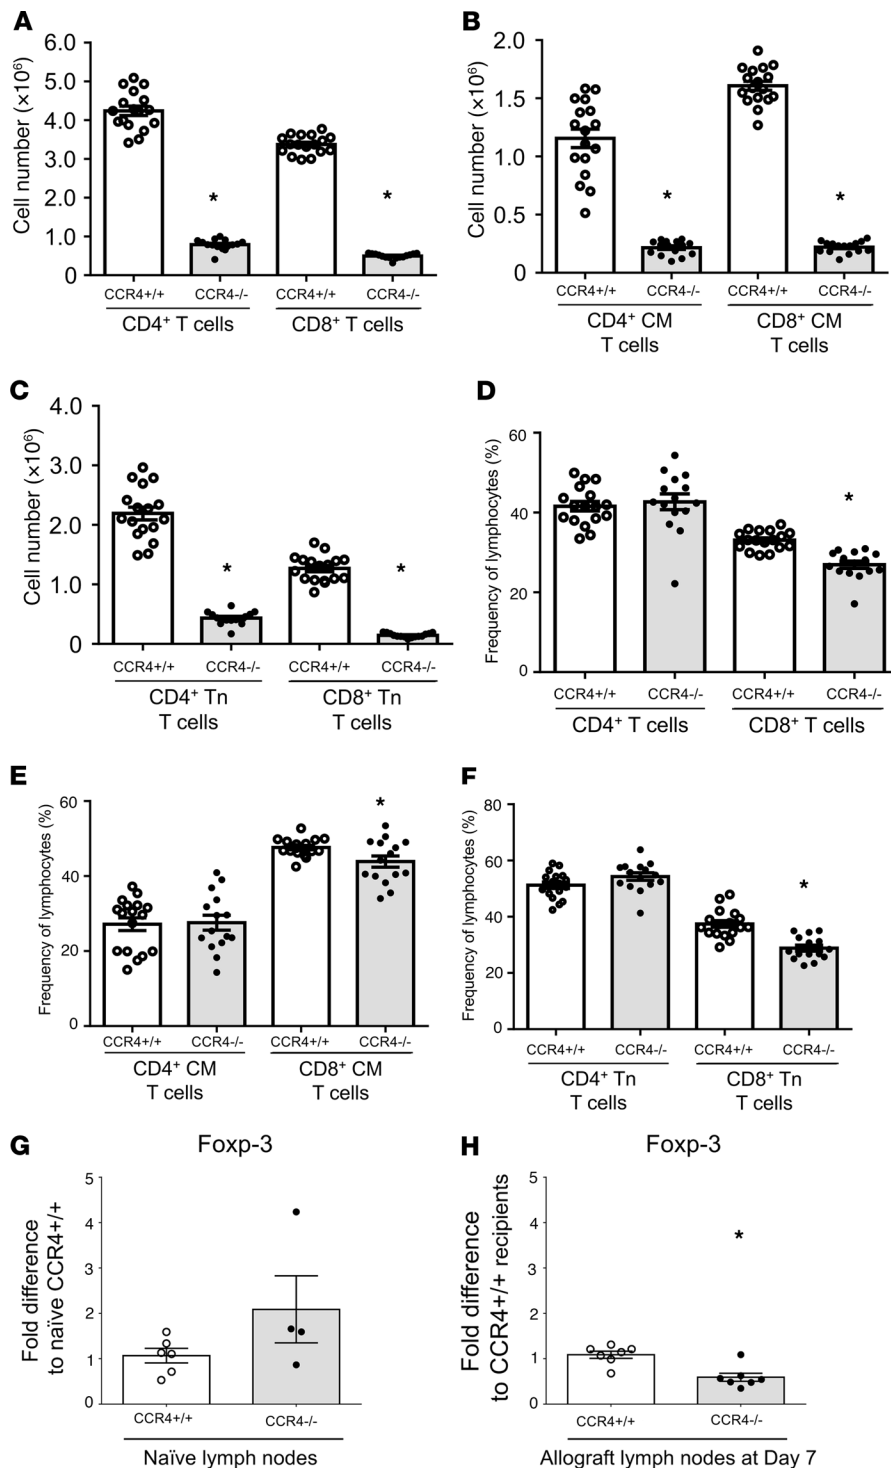 A
Cell number (×10⁶)
6.0
5.0
4.0
3.0
2.0
1.0
0
*
*
CCR4+/+ CCR4-/- CCR4+/+ CCR4-/-
CD4⁺ T cells CD8⁺ T cells
B
Cell number (×10⁶)
2.0
1.5
1.0
0.5
0
*
*
CCR4+/+ CCR4-/- CCR4+/+ CCR4-/-
CD4⁺ CM CD8⁺ CM
T cells T cells
C
Cell number (×10⁶)
4.0
3.0
2.0
1.0
0
*
*
CCR4+/+ CCR4-/- CCR4+/+ CCR4-/-
CD4⁺ Tn CD8⁺ Tn
T cells T cells
D
Frequency of lymphocytes (%)
60
40
20
0
*
CCR4+/+ CCR4-/- CCR4+/+ CCR4-/-
CD4⁺ T cells CD8⁺ T cells
E
Frequency of lymphocytes (%)
60
40
20
0
*
CCR4+/+ CCR4-/- CCR4+/+ CCR4-/-
CD4⁺ CM CD8⁺ CM
T cells T cells
F
Frequency of lymphocytes (%)
80
60
40
20
0
*
CCR4+/+ CCR4-/- CCR4+/+ CCR4-/-
CD4⁺ Tn CD8⁺ Tn
T cells T cells
G
Foxp-3
Fold difference
to naïve CCR4+/+
5
4
3
2
1
0
CCR4+/+ CCR4-/-
Naïve lymph nodes
H
Foxp-3
Fold difference
to CCR4+/+ recipients
5
4
3
2
1
0
*
CCR4+/+ CCR4-/-
Allograft lymph nodes at Day 7